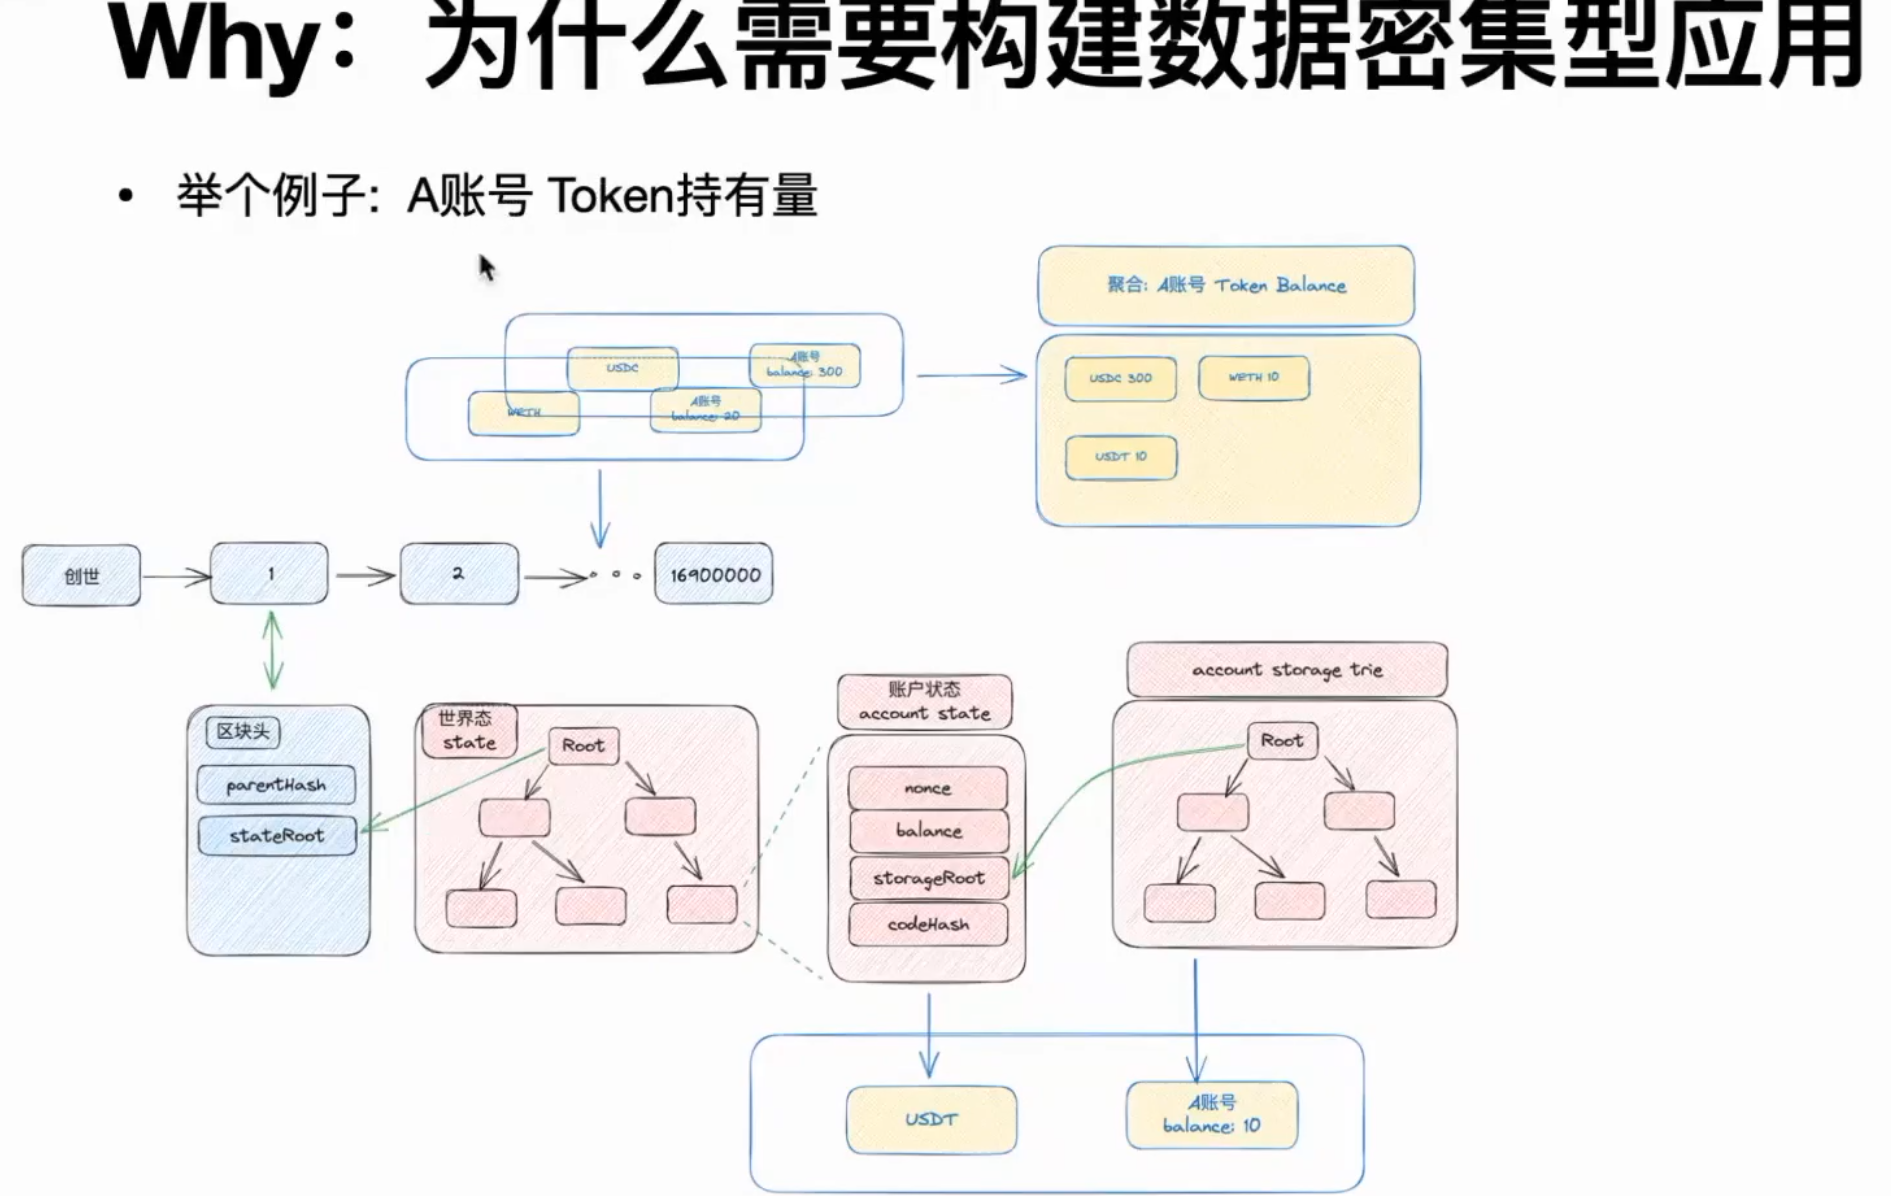 Why：为什么需要构建数据密集型应用
• 举个例子: A账号 Token持有量
聚合: A账号 Token Balance
USDC
A账号
balance: 300
WETH
A账号
balance: 20
USDC 300
WETH 10
USDT 10
创世
1
2
16900000
区块头
parentHash
stateRoot
世界态
state
Root
账户状态
account state
nonce
balance
storageRoot
codeHash
account storage trie
Root
USDT
A账号
balance: 10